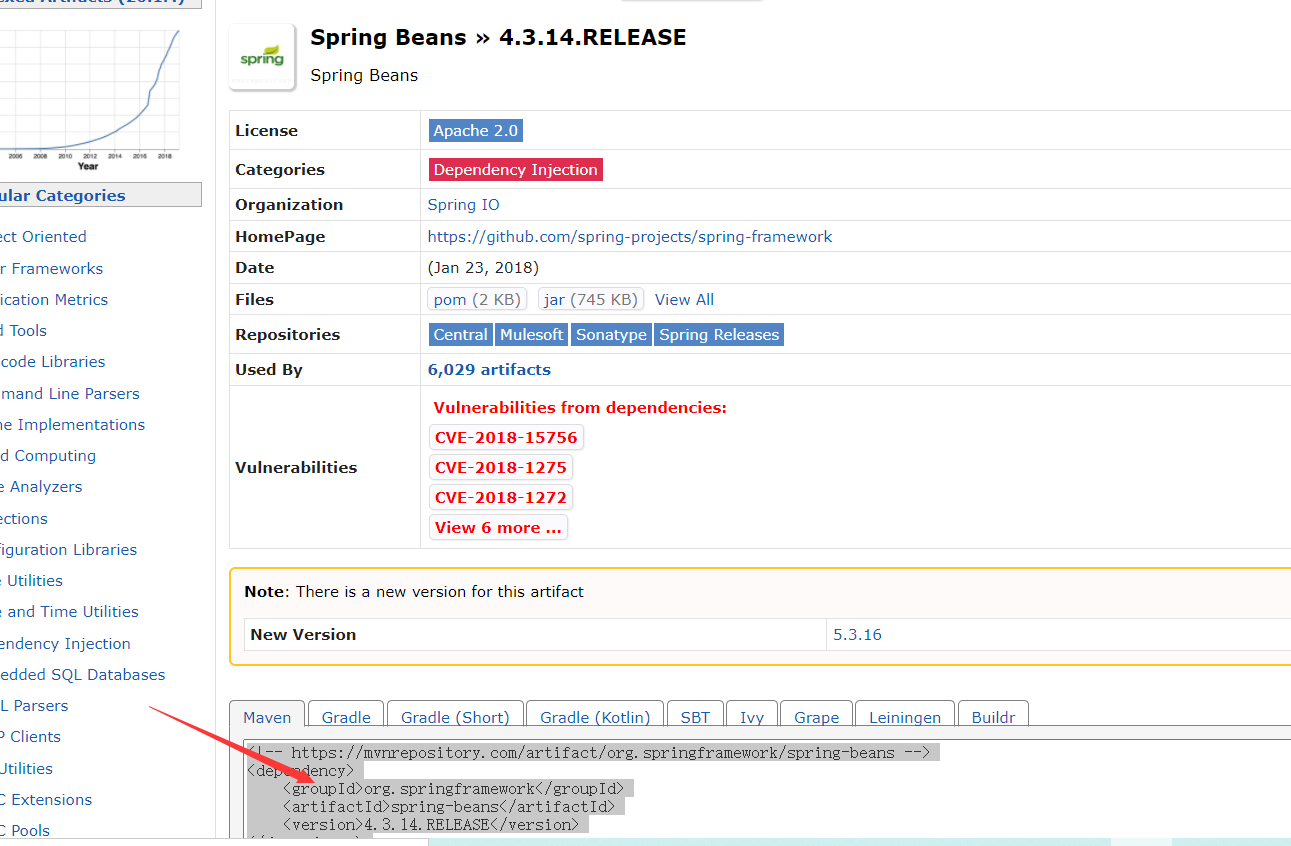 2006 2008 2010 2012 2014 2016 2018
Year
ular Categories
ect Oriented
r Frameworks
ication Metrics
d Tools
code Libraries
mand Line Parsers
ne Implementations
d Computing
e Analyzers
ections
figuration Libraries
e Utilities
e and Time Utilities
endency Injection
edded SQL Databases
L Parsers
P Clients
Utilities
C Extensions
C Pools
spring
Spring Beans » 4.3.14.RELEASE
Spring Beans
License Apache 2.0
Categories Dependency Injection
Organization Spring IO
HomePage https://github.com/spring-projects/spring-framework
Date (Jan 23, 2018)
Files pom (2 KB) jar (745 KB) View All
Repositories Central Mulesoft Sonatype Spring Releases
Used By 6,029 artifacts
Vulnerabilities
Vulnerabilities from dependencies:
CVE-2018-15756
CVE-2018-1275
CVE-2018-1272
View 6 more ...
Note: There is a new version for this artifact
New Version 5.3.16
Maven Gradle Gradle (Short) Gradle (Kotlin) SBT Ivy Grape Leiningen Buildr
<!-- https://mvnrepository.com/artifact/org.springframework/spring-beans -->
<dependency>
<groupId>org.springframework</groupId>
<artifactId>spring-beans</artifactId>
<version>4.3.14.RELEASE</version>